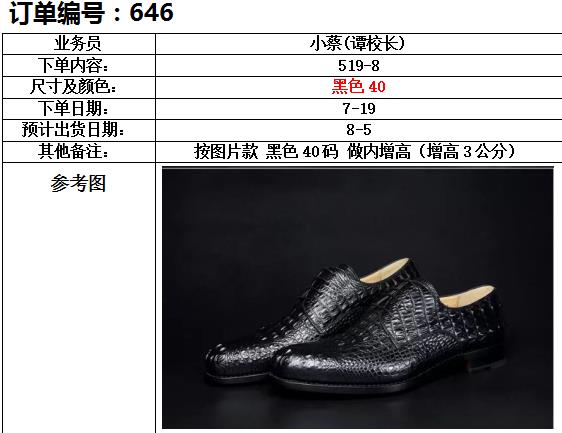 订单编号：646
业务员 小蔡(谭校长)
下单内容： 519-8
尺寸及颜色： 黑色 40
下单日期： 7-19
预计出货日期： 8-5
其他备注： 按图片款 黑色 40码 做内增高（增高 3 公分）
参考图